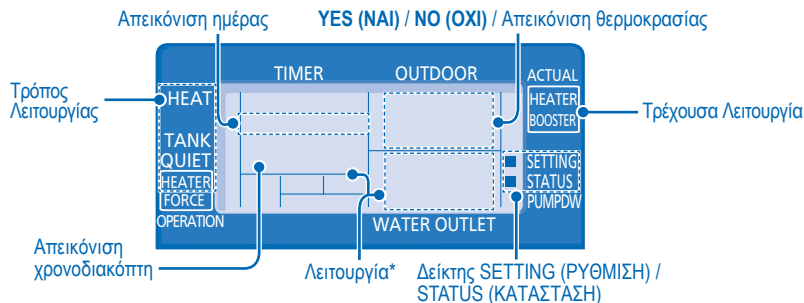 Απεικόνιση ημέρας
YES (ΝΑΙ) / NO (ΟΧΙ) / Απεικόνιση θερμοκρασίας
TIMER
OUTDOOR
ACTUAL
Τρόπος
Λειτουργίας
HEAT
HEATER
BOOSTER
Τρέχουσα Λειτουργία
TANK
QUIET
HEATER
FORCE
OPERATION
SETTING
STATUS
PUMPDW
WATER OUTLET
Απεικόνιση
χρονοδιακόπτη
Λειτουργία*
Δείκτης SETTING (ΡΥΘΜΙΣΗ) /
STATUS (ΚΑΤΑΣΤΑΣΗ)